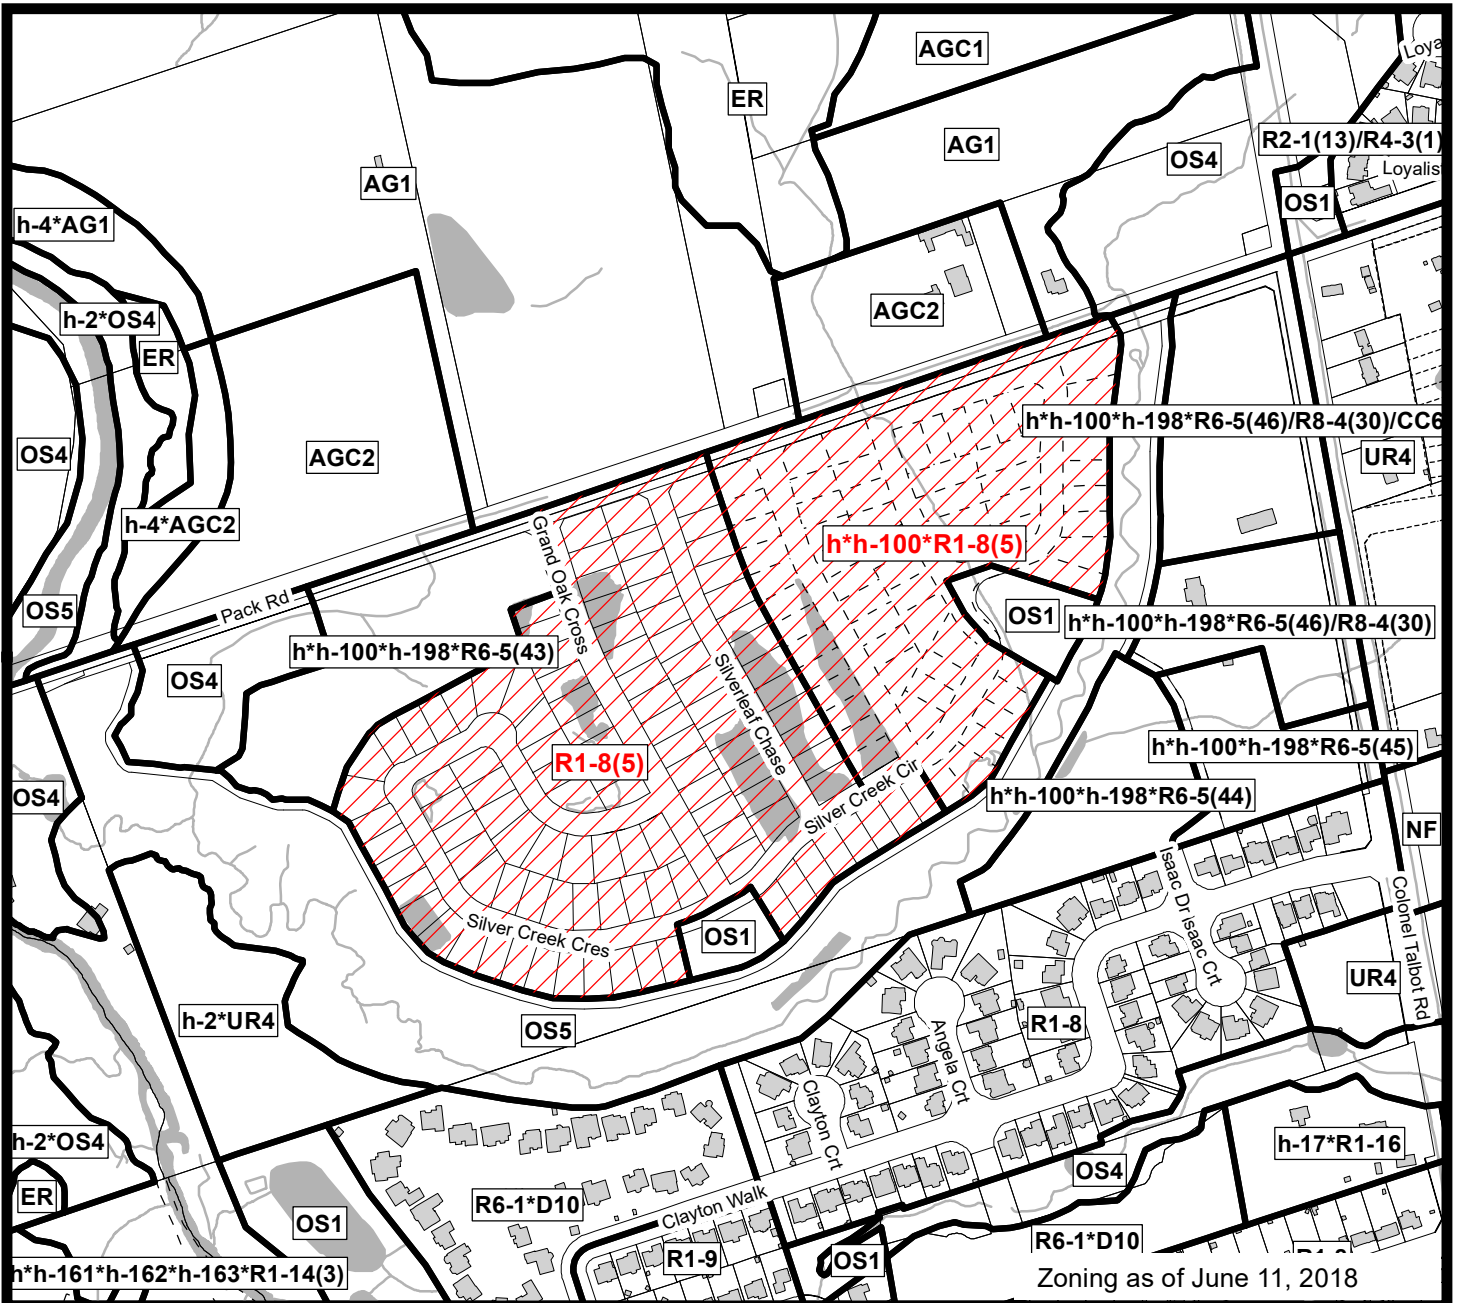 AGC1
Loya
ER
R2-1(13)/R4-3(1)
AG1
OS4
Loyalis
AG1
OS1
h-4*AG1
AGC2
h-2*OS4
ER
h*h-100*h-198*R6-5(46)/R8-4(30)/CC6
OS4
AGC2
UR4
h-4*AGC2
Grand Oak Cross
h*h-100*R1-8(5)
OS5
Pack Rd
OS1
h*h-100*h-198*R6-5(46)/R8-4(30)
h*h-100*h-198*R6-5(43)
OS4
Silverleaf Chase
R1-8(5)
h*h-100*h-198*R6-5(45)
OS4
Silver Creek Cir
h*h-100*h-198*R6-5(44)
NF
Isaac Dr
Isaac Crt
Colonel Talbot Rd
Silver Creek Cres
OS1
UR4
h-2*UR4
OS5
R1-8
Angela Crt
Clayton Crt
h-2*OS4
h-17*R1-16
OS4
ER
R6-1*D10
Clayton Walk
OS1
R6-1*D10
R1-9
OS1
h*h-161*h-162*h-163*R1-14(3)
Zoning as of June 11, 2018